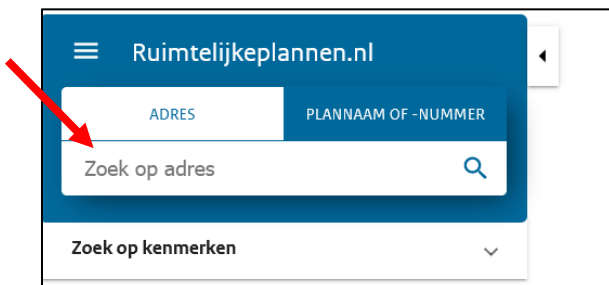 Ruimtelijkeplannen.nl
ADRES PLANNAAM OF -NUMMER
Zoek op adres
Zoek op kenmerken